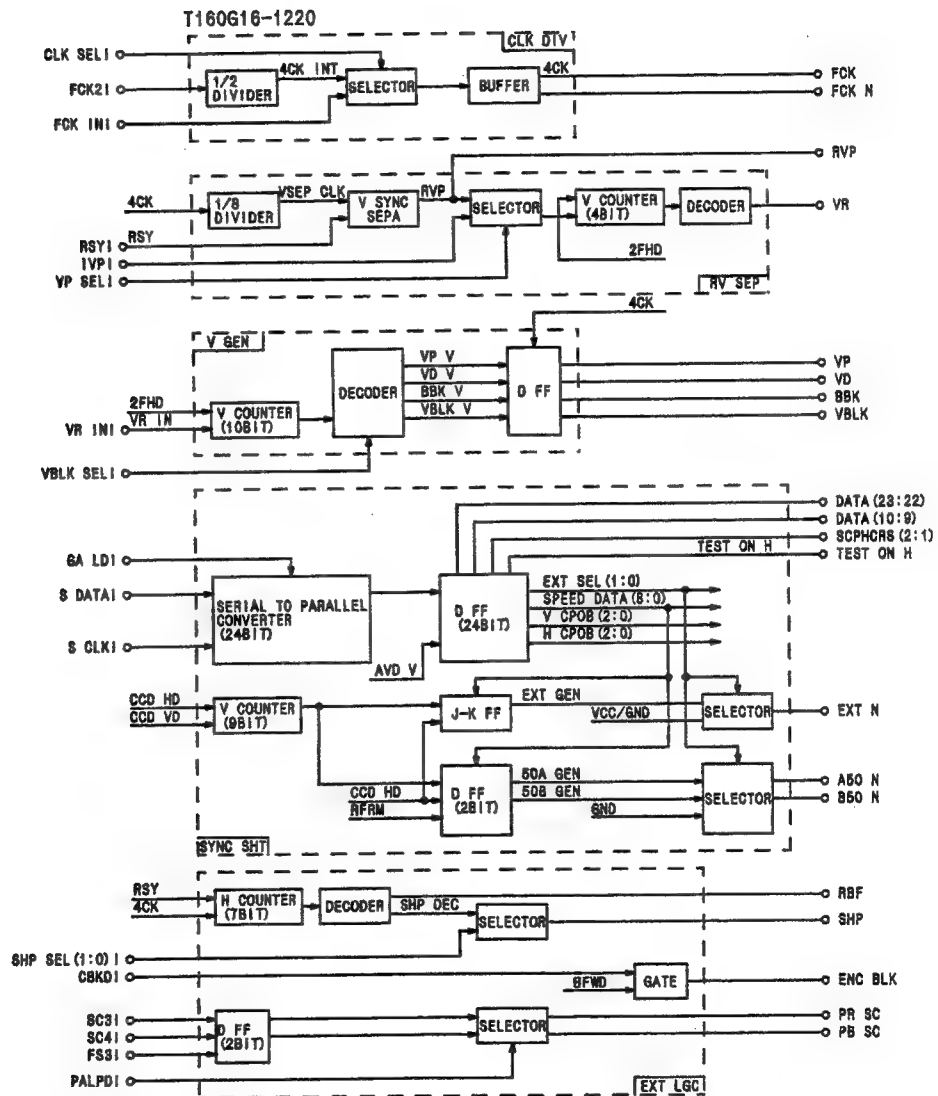 T160G16-1220
CLK DIV
CLK SELI
FCK2I
1/2
DIVIDER
4CK INT
SELECTOR
BUFFER
4CK
FCK
FCK N
FCK INI
RVP
4CK
1/8
DIVIDER
VSEP CLK
V SYNC
SEPA
RVP
SELECTOR
V COUNTER
(4BIT)
DECODER
VR
RSYI
RSY
IVPI
VP SELI
2FHD
RV SEP
4CK
V GEN
DECODER
VP V
VD V
BBK V
VBLK V
D FF
VP
VD
BBK
VBLK
2FHD
VR INI
VR IN
V COUNTER
(10BIT)
VBLK SELI
DATA(23:22)
DATA(10:9)
SCPHCRS(2:1)
TEST ON H
TEST ON H
GA LDI
S DATAI
S CLKI
SERIAL TO PARALLEL
CONVERTER
(24BIT)
D FF
(24BIT)
EXT SEL(1:0)
SPEED DATA(8:0)
V CPOB(2:0)
H CPOB(2:0)
AVD V
CCD HD
CCD VD
V COUNTER
(9BIT)
J-K FF
EXT GEN
VCC/GND
SELECTOR
EXT N
CCD HD
RFRM
D FF
(2BIT)
50A GEN
50B GEN
GND
SELECTOR
A50 N
B50 N
SYNC SHT
RSY
4CK
H COUNTER
(7BIT)
DECODER
SHP DEC
SELECTOR
RBF
SHP
SHP SEL(1:0)I
CBKDI
BFWD
GATE
ENC BLK
SC3I
SC4I
FS3I
D FF
(2BIT)
SELECTOR
PR SC
PB SC
PALPDI
EXT LGC